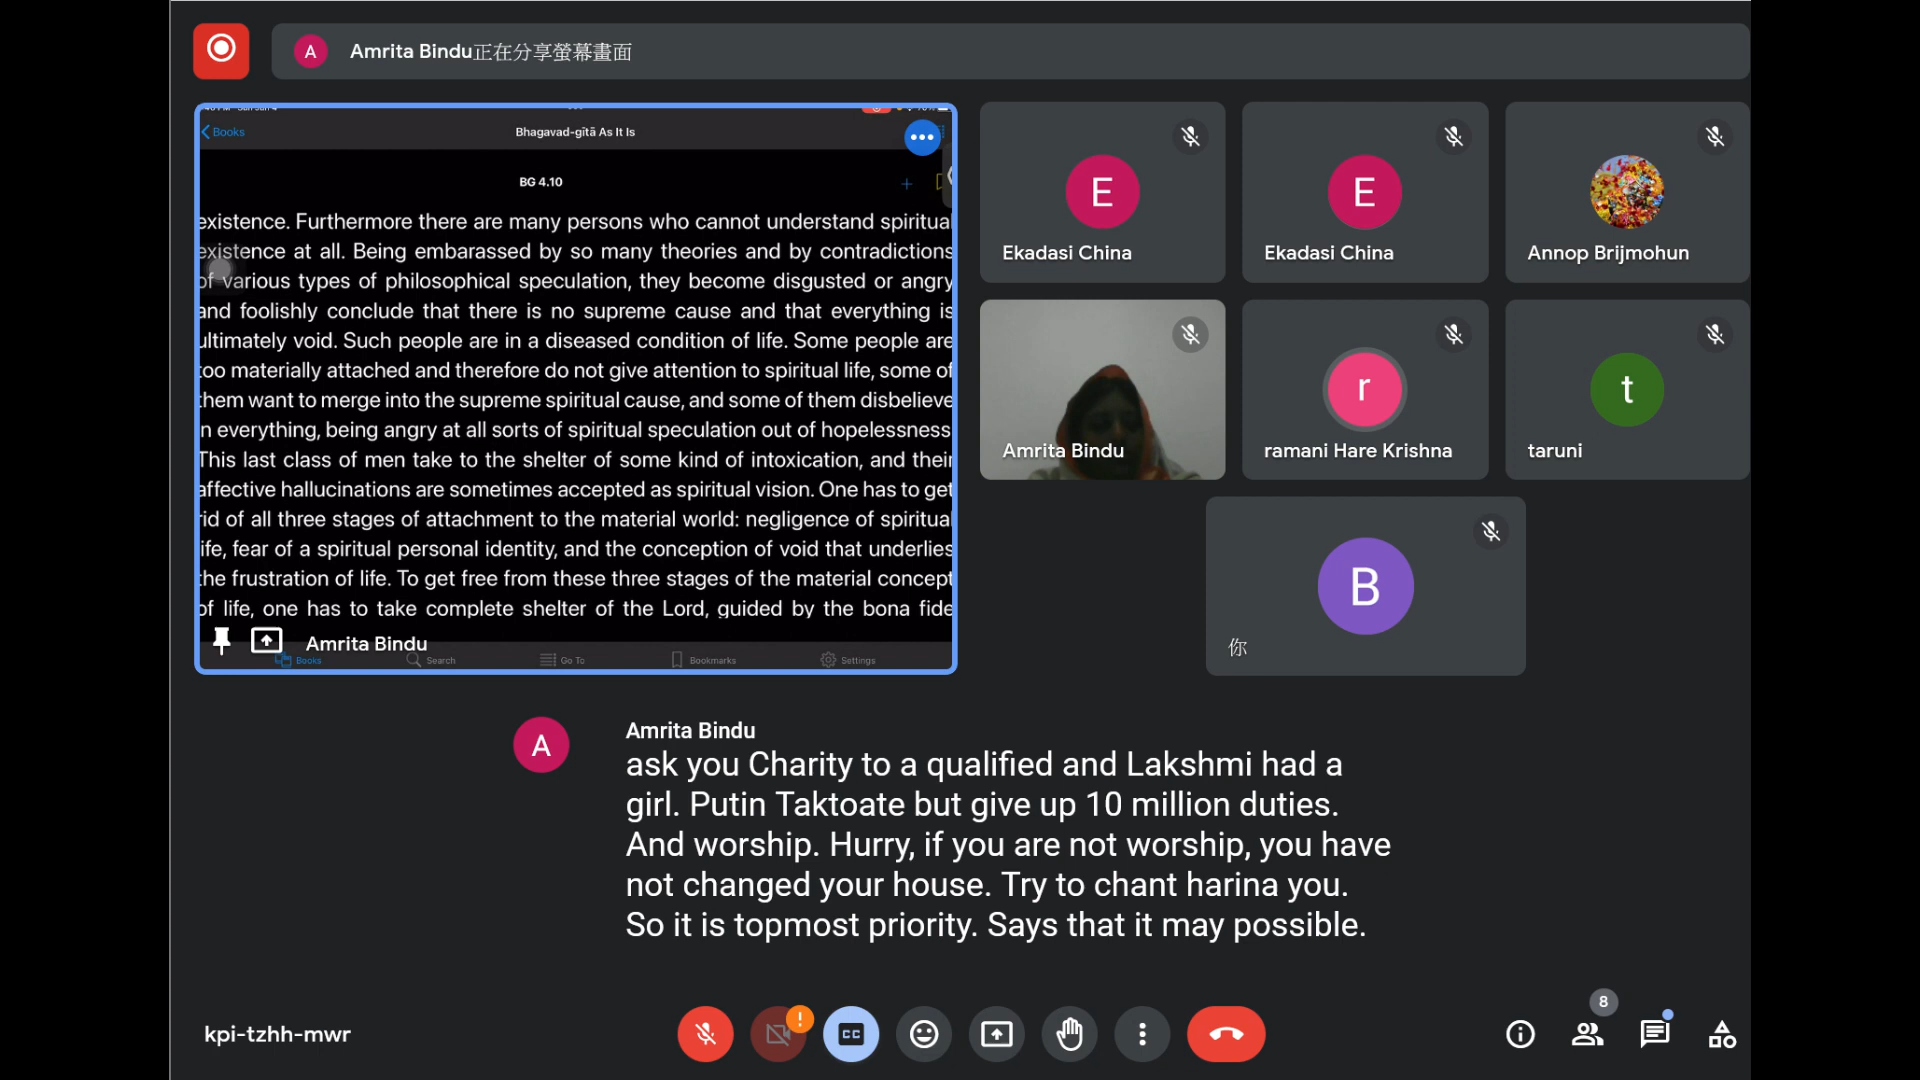 A Amrita Bindu正在分享螢幕畫面
Books
Bhagavad-gītā As It Is
BG 4.10
existence. Furthermore there are many persons who cannot understand spiritual
existence at all. Being embarassed by so many theories and by contradictions
of various types of philosophical speculation, they become disgusted or angry
and foolishly conclude that there is no supreme cause and that everything is
ultimately void. Such people are in a diseased condition of life. Some people are
too materially attached and therefore do not give attention to spiritual life, some of
them want to merge into the supreme spiritual cause, and some of them disbelieve
in everything, being angry at all sorts of spiritual speculation out of hopelessness
This last class of men take to the shelter of some kind of intoxication, and their
affective hallucinations are sometimes accepted as spiritual vision. One has to get
rid of all three stages of attachment to the material world: negligence of spiritual
life, fear of a spiritual personal identity, and the conception of void that underlies
the frustration of life. To get free from these three stages of the material concept
of life, one has to take complete shelter of the Lord, guided by the bona fide
Amrita Bindu
Books Search Go To Bookmarks Settings
E
Ekadasi China
E
Ekadasi China
Annop Brijmohun
Amrita Bindu
r
ramani Hare Krishna
t
taruni
B
你
A
Amrita Bindu
ask you Charity to a qualified and Lakshmi had a
girl. Putin Taktoate but give up 10 million duties.
And worship. Hurry, if you are not worship, you have
not changed your house. Try to chant harina you.
So it is topmost priority. Says that it may possible.
kpi-tzhh-mwr
CC
8